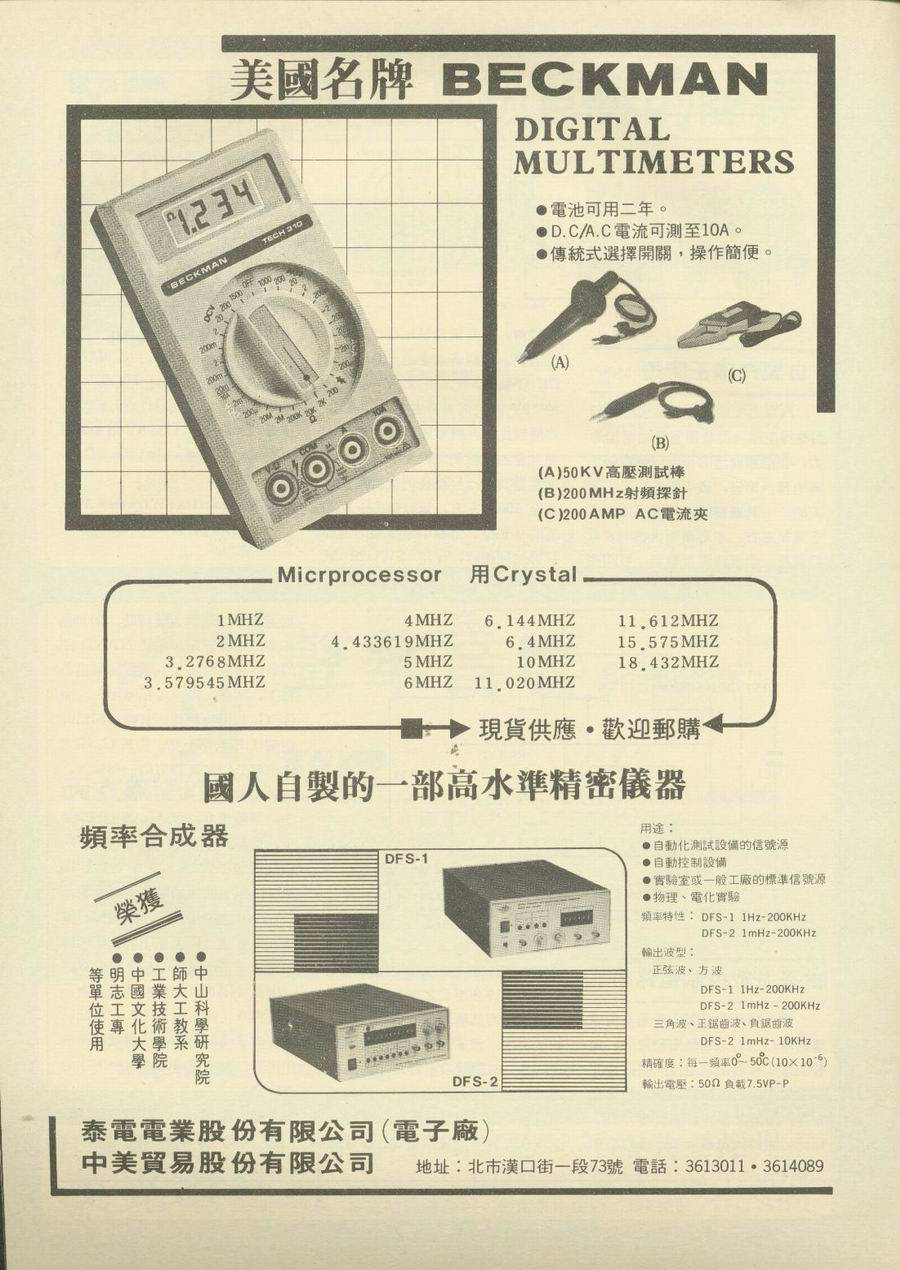 美國名牌 BECKMAN
DIGITAL
MULTIMETERS
●電池可用二年。
●D.C/A.C電流可測至10A。
●傳統式選擇開關，操作簡便。
Ω1.234
BECKMAN TECH 310
OFF
DCV
V-Ω
COM
A
10A
(A)
(C)
(B)
(A)50KV高壓測試棒
(B)200MHz射頻探針
(C)200AMP AC電流夾
Micrprocessor 用Crystal
1MHZ 4MHZ 6.144MHZ 11.612MHZ
2MHZ 4.433619MHZ 6.4MHZ 15.575MHZ
3.2768MHZ 5MHZ 10MHZ 18.432MHZ
3.579545MHZ 6MHZ 11.020MHZ
現貨供應•歡迎郵購
國人自製的一部高水準精密儀器
頻率合成器
榮獲
●中山科學研究院
●師大工教系
●工業技術學院
●中國文化大學
●明志工專
等單位使用
DFS-1
DFS-2
用途：
●自動化測試設備的信號源
●自動控制設備
●實驗室或一般工廠的標準信號源
●物理、電化實驗
頻率特性：DFS-1 1Hz-200KHz
DFS-2 1mHz-200KHz
輸出波型：
正弦波、方波
DFS-1 1Hz-200KHz
DFS-2 1mHz - 200KHz
三角波、正鋸齒波、負鋸齒波
DFS-2 1mHz- 10KHz
精確度：每一頻率0°~ 50°C(10×10⁻⁶)
輸出電壓：50Ω 負載7.5VP-P
泰電電業股份有限公司(電子廠)
中美貿易股份有限公司 地址：北市漢口街一段73號 電話：3613011•3614089